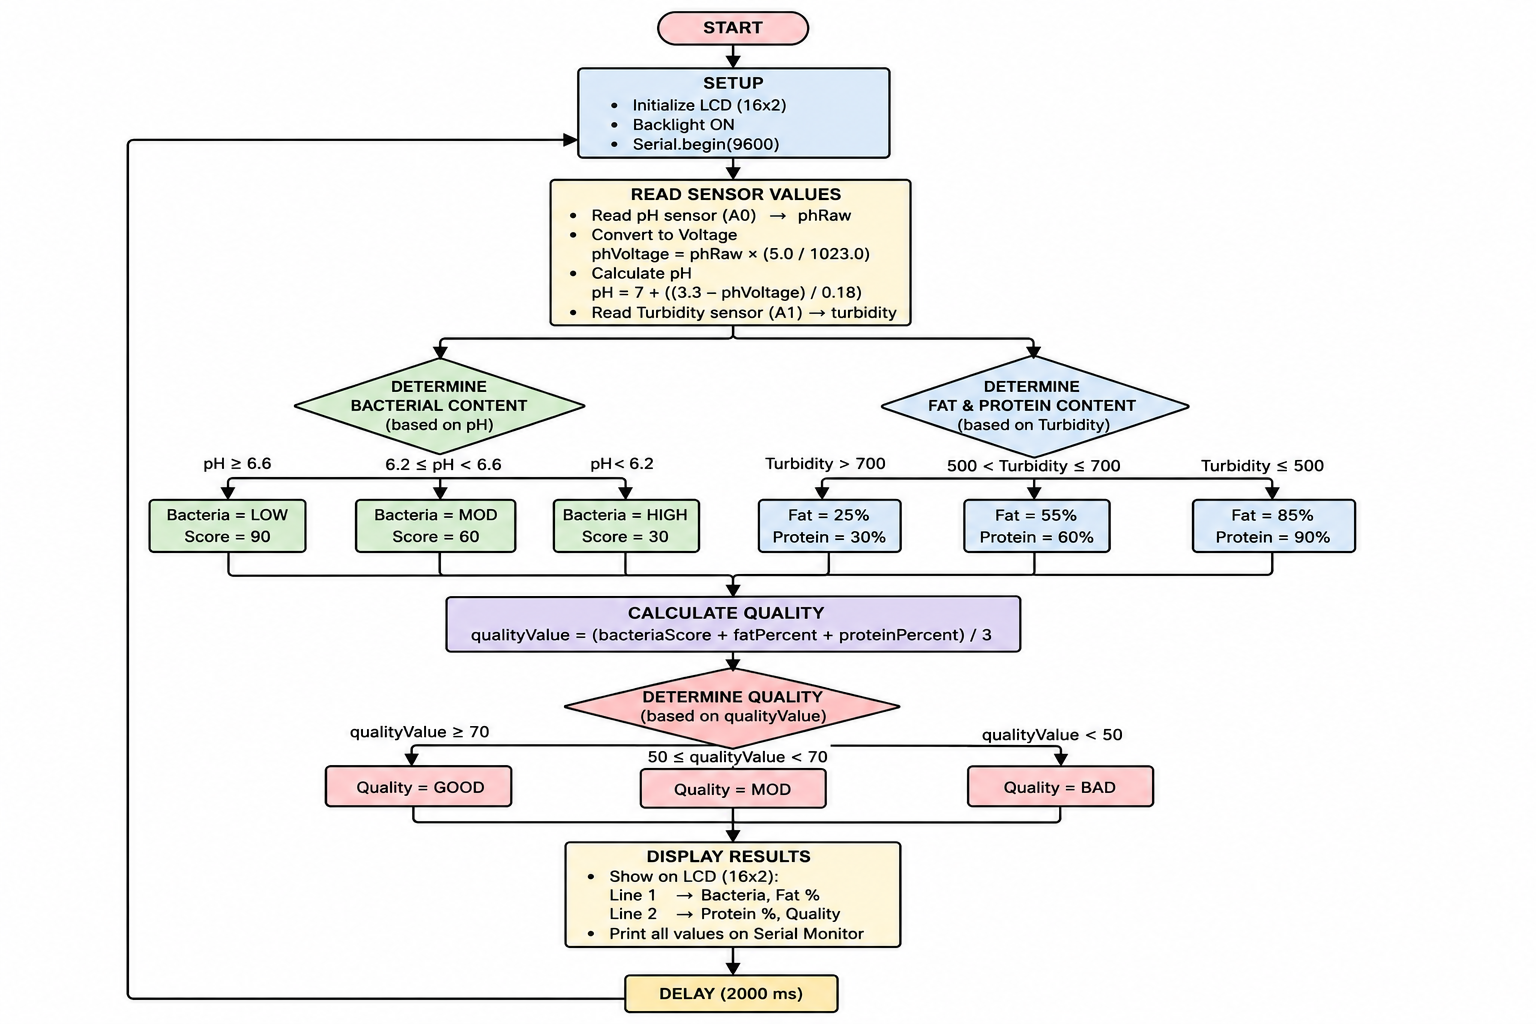 START
SETUP
• Initialize LCD (16x2)
• Backlight ON
• Serial.begin(9600)
READ SENSOR VALUES
• Read pH sensor (A0) → phRaw
• Convert to Voltage
phVoltage = phRaw × (5.0 / 1023.0)
• Calculate pH
pH = 7 + ((3.3 – phVoltage) / 0.18)
• Read Turbidity sensor (A1) → turbidity
DETERMINE
BACTERIAL CONTENT
(based on pH)
DETERMINE
FAT & PROTEIN CONTENT
(based on Turbidity)
pH ≥ 6.6
6.2 ≤ pH < 6.6
pH< 6.2
Turbidity > 700
500 < Turbidity ≤ 700
Turbidity ≤ 500
Bacteria = LOW
Score = 90
Bacteria = MOD
Score = 60
Bacteria = HIGH
Score = 30
Fat = 25%
Protein = 30%
Fat = 55%
Protein = 60%
Fat = 85%
Protein = 90%
CALCULATE QUALITY
qualityValue = (bacteriaScore + fatPercent + proteinPercent) / 3
DETERMINE QUALITY
(based on qualityValue)
qualityValue ≥ 70
50 ≤ qualityValue < 70
qualityValue < 50
Quality = GOOD
Quality = MOD
Quality = BAD
DISPLAY RESULTS
• Show on LCD (16x2):
Line 1 → Bacteria, Fat %
Line 2 → Protein %, Quality
• Print all values on Serial Monitor
DELAY (2000 ms)